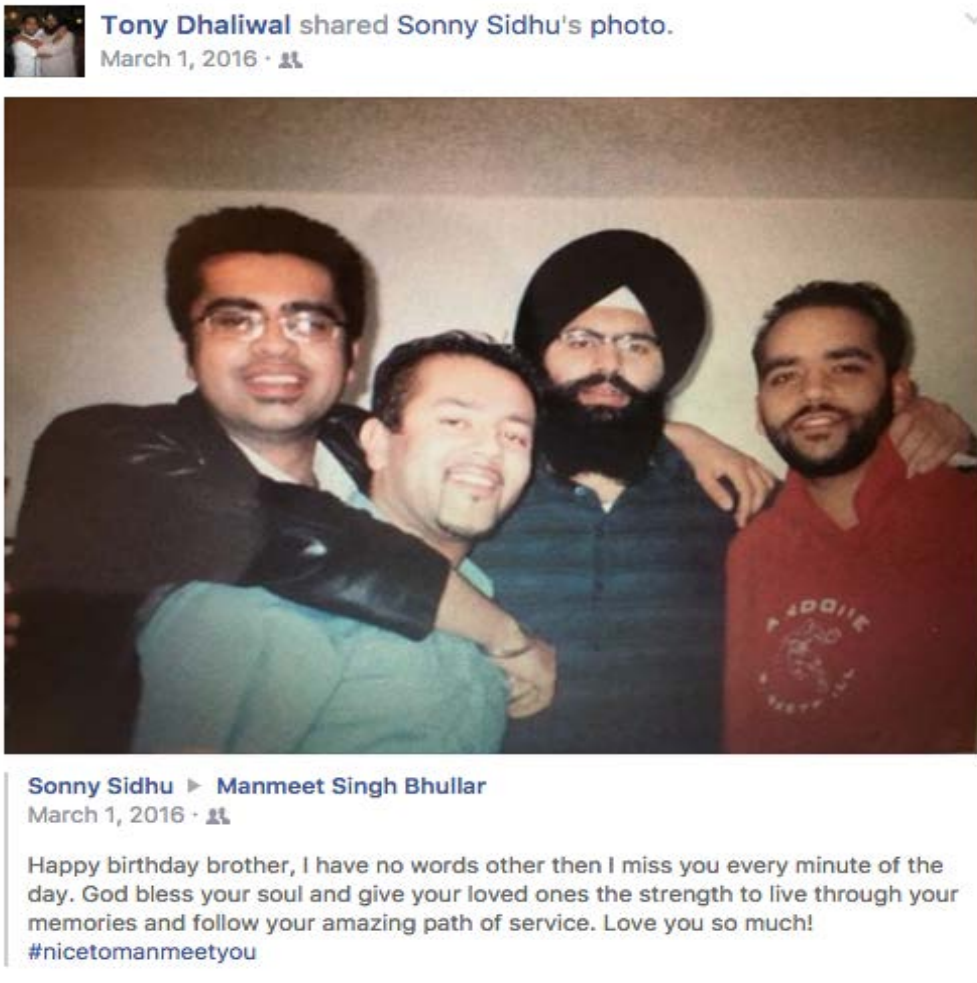 Tony Dhaliwal shared Sonny Sidhu's photo.
March 1, 2016 ·
Sonny Sidhu ▶ Manmeet Singh Bhullar
March 1, 2016 ·
Happy birthday brother, I have no words other then I miss you every minute of the
day. God bless your soul and give your loved ones the strength to live through your
memories and follow your amazing path of service. Love you so much!
#nicetomanmeetyou